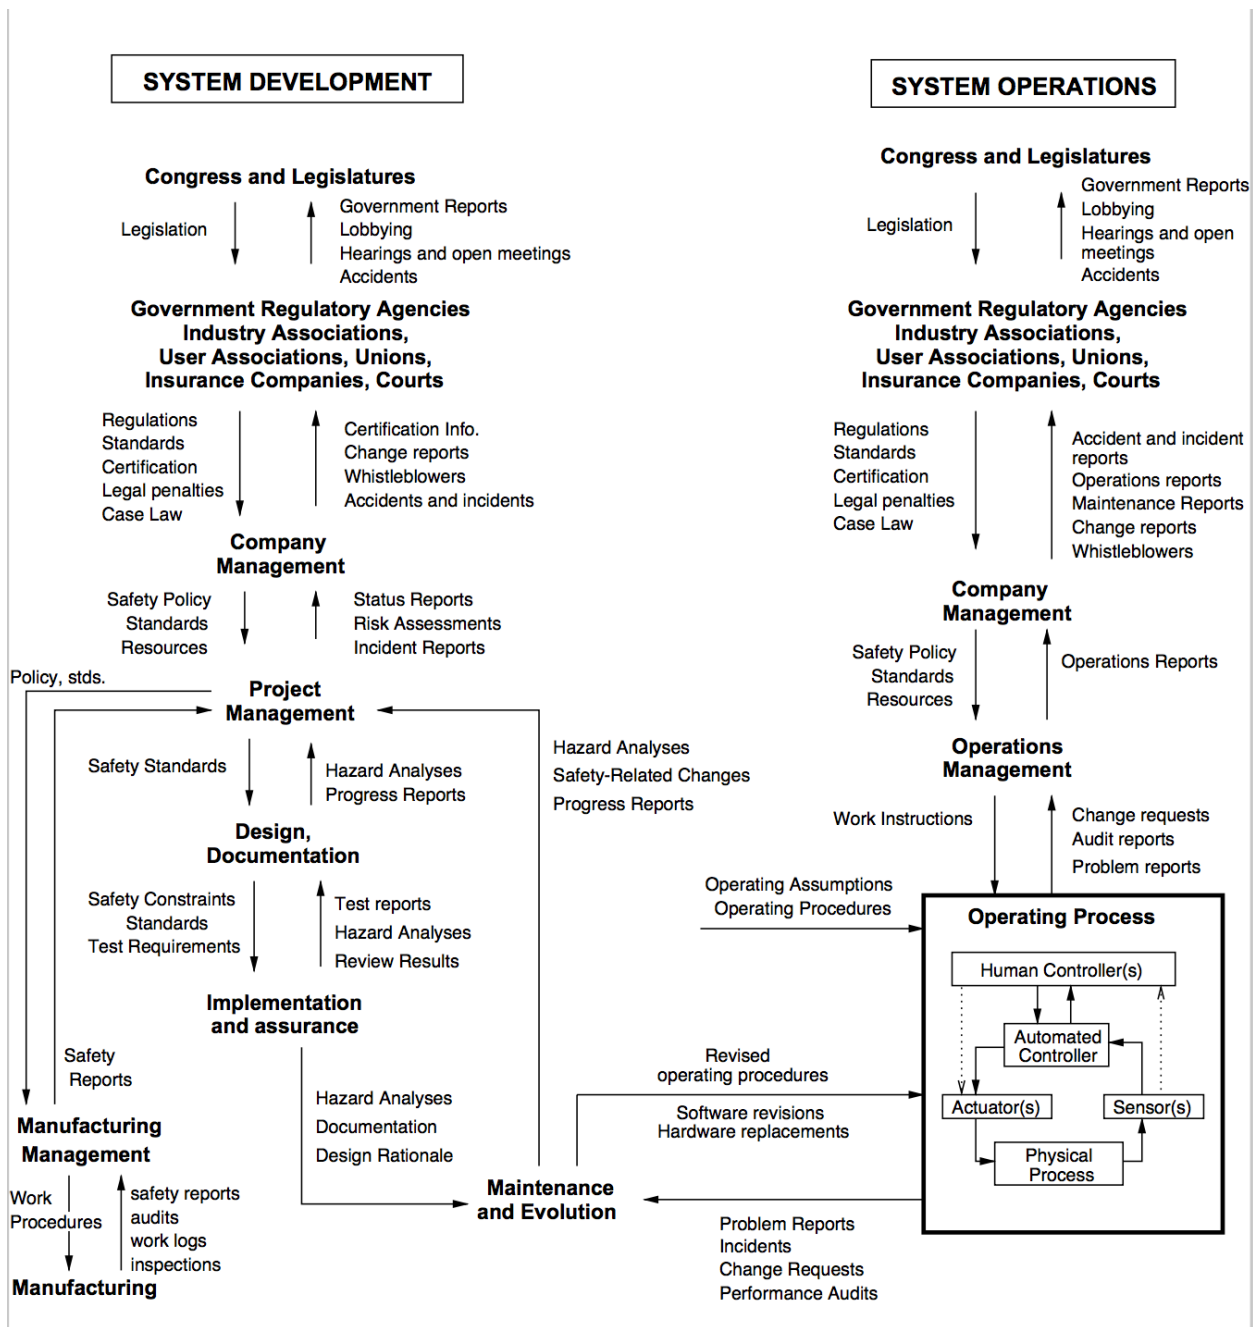 SYSTEM DEVELOPMENT
Congress and Legislatures
Legislation
Government Reports
Lobbying
Hearings and open meetings
Accidents
Government Regulatory Agencies
Industry Associations,
User Associations, Unions,
Insurance Companies, Courts
Regulations
Standards
Certification
Legal penalties
Case Law
Certification Info.
Change reports
Whistleblowers
Accidents and incidents
Company
Management
Safety Policy
Standards
Resources
Status Reports
Risk Assessments
Incident Reports
Policy, stds.
Project
Management
Safety Standards
Hazard Analyses
Progress Reports
Hazard Analyses
Safety-Related Changes
Progress Reports
Design,
Documentation
Safety Constraints
Standards
Test Requirements
Test reports
Hazard Analyses
Review Results
Implementation
and assurance
Safety
Reports
Hazard Analyses
Documentation
Design Rationale
Manufacturing
Management
Work
Procedures
safety reports
audits
work logs
inspections
Manufacturing
Maintenance
and Evolution
SYSTEM OPERATIONS
Congress and Legislatures
Legislation
Government Reports
Lobbying
Hearings and open
meetings
Accidents
Government Regulatory Agencies
Industry Associations,
User Associations, Unions,
Insurance Companies, Courts
Regulations
Standards
Certification
Legal penalties
Case Law
Accident and incident
reports
Operations reports
Maintenance Reports
Change reports
Whistleblowers
Company
Management
Safety Policy
Standards
Resources
Operations Reports
Operations
Management
Work Instructions
Change requests
Audit reports
Problem reports
Operating Assumptions
Operating Procedures
Operating Process
Human Controller(s)
Automated
Controller
Actuator(s)
Sensor(s)
Physical
Process
Revised
operating procedures
Software revisions
Hardware replacements
Problem Reports
Incidents
Change Requests
Performance Audits